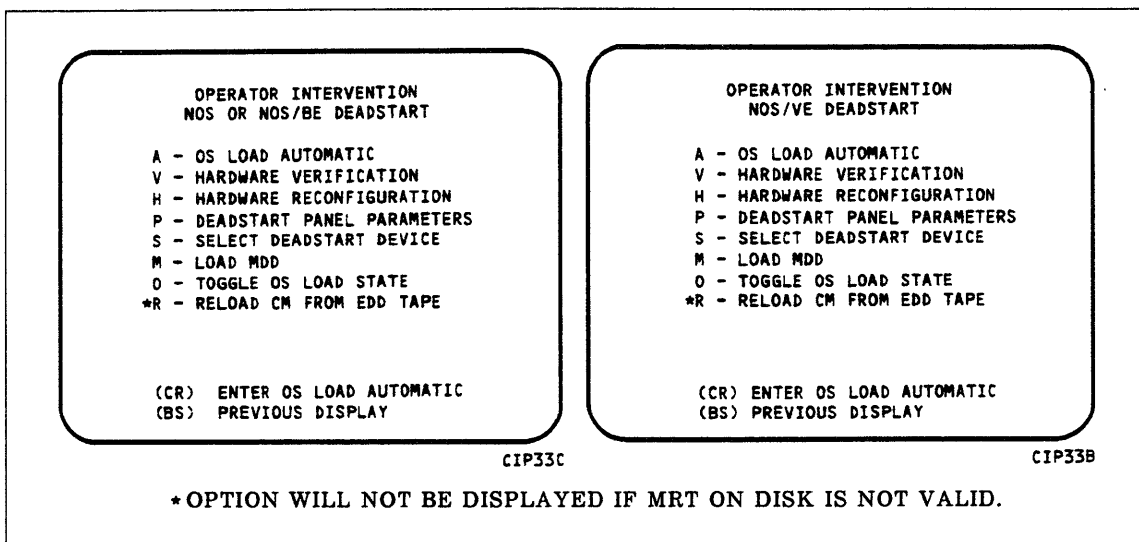 OPERATOR INTERVENTION
NOS OR NOS/BE DEADSTART
A - OS LOAD AUTOMATIC
V - HARDWARE VERIFICATION
H - HARDWARE RECONFIGURATION
P - DEADSTART PANEL PARAMETERS
S - SELECT DEADSTART DEVICE
M - LOAD MDD
O - TOGGLE OS LOAD STATE
*R - RELOAD CM FROM EDD TAPE
(CR) ENTER OS LOAD AUTOMATIC
(BS) PREVIOUS DISPLAY
CIP33C
OPERATOR INTERVENTION
NOS/VE DEADSTART
A - OS LOAD AUTOMATIC
V - HARDWARE VERIFICATION
H - HARDWARE RECONFIGURATION
P - DEADSTART PANEL PARAMETERS
S - SELECT DEADSTART DEVICE
M - LOAD MDD
O - TOGGLE OS LOAD STATE
*R - RELOAD CM FROM EDD TAPE
(CR) ENTER OS LOAD AUTOMATIC
(BS) PREVIOUS DISPLAY
CIP33B
*OPTION WILL NOT BE DISPLAYED IF MRT ON DISK IS NOT VALID.